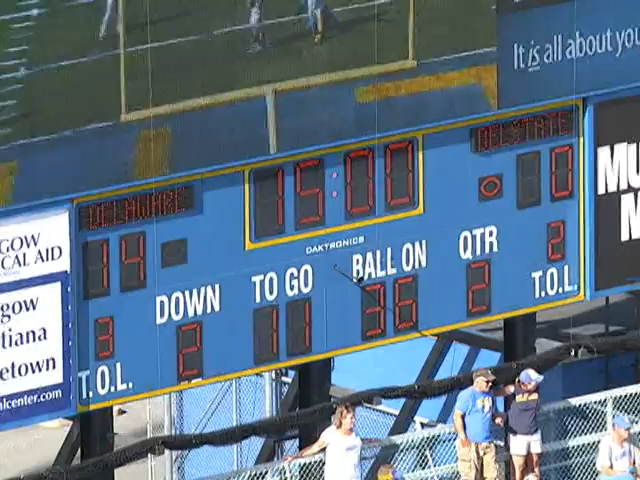 It is all about you
DELAWARE
15:00
DELSTATE
14
0
DAKTRONICS
DOWN
TO GO
BALL ON
QTR
2
T.O.L.
3
T.O.L.
2
11
36
2
GOW
CAL AID
gow
tiana
etown
alcenter.com
MU
M